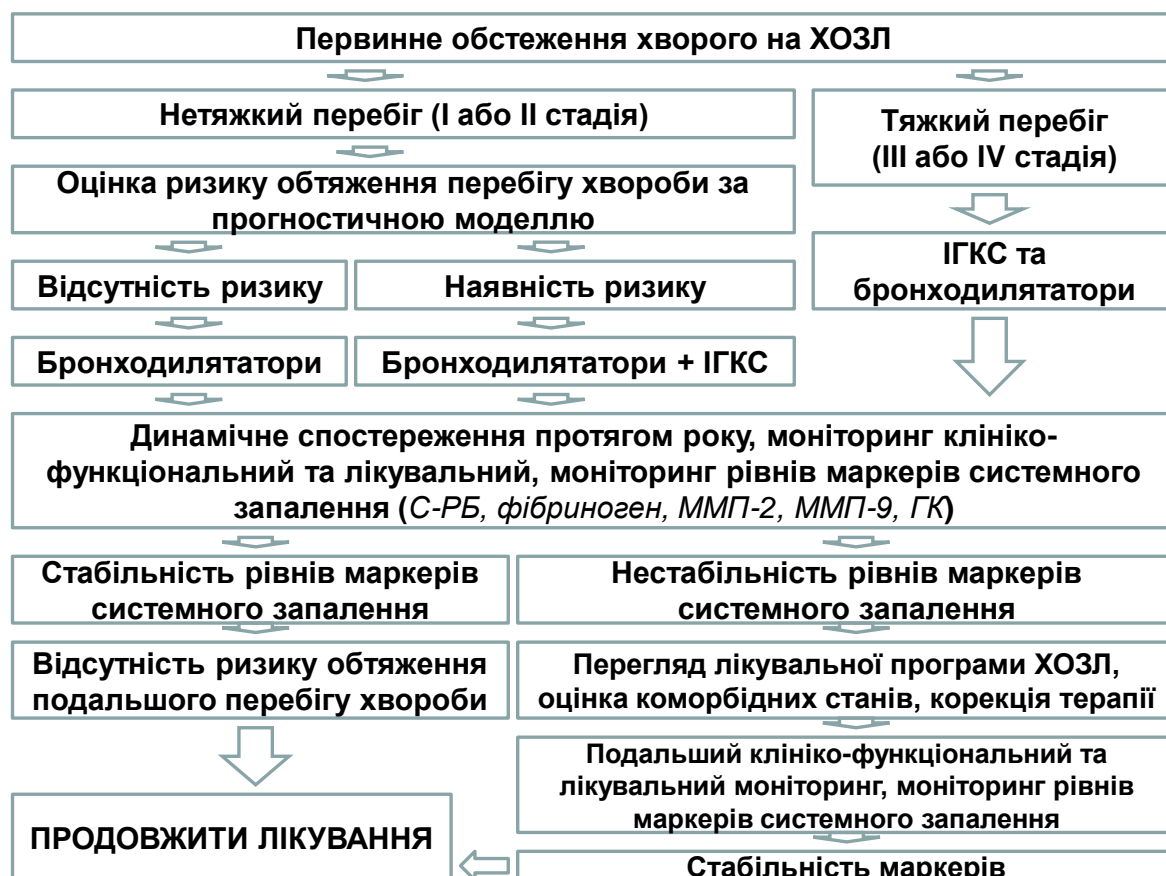 Первинне обстеження хворого на ХОЗЛ
Нетяжкий перебіг (I або II стадія)
Тяжкий перебіг
(III або IV стадія)
Оцінка ризику обтяження перебігу хвороби за
прогностичною моделлю
Відсутність ризику
Наявність ризику
ІГКС та
бронходилятатори
Бронходилятатори
Бронходилятатори + ІГКС
Динамічне спостереження протягом року, моніторинг клініко-
функціональний та лікувальний, моніторинг рівнів маркерів системного
запалення (С-РБ, фібриноген, ММП-2, ММП-9, ГК)
Стабільність рівнів маркерів
системного запалення
Нестабільність рівнів маркерів
системного запалення
Відсутність ризику обтяження
подальшого перебігу хвороби
Перегляд лікувальної програми ХОЗЛ,
оцінка коморбідних станів, корекція терапії
Подальший клініко-функціональний та
лікувальний моніторинг, моніторинг рівнів
маркерів системного запалення
ПРОДОВЖИТИ ЛІКУВАННЯ
Стабільність маркерів